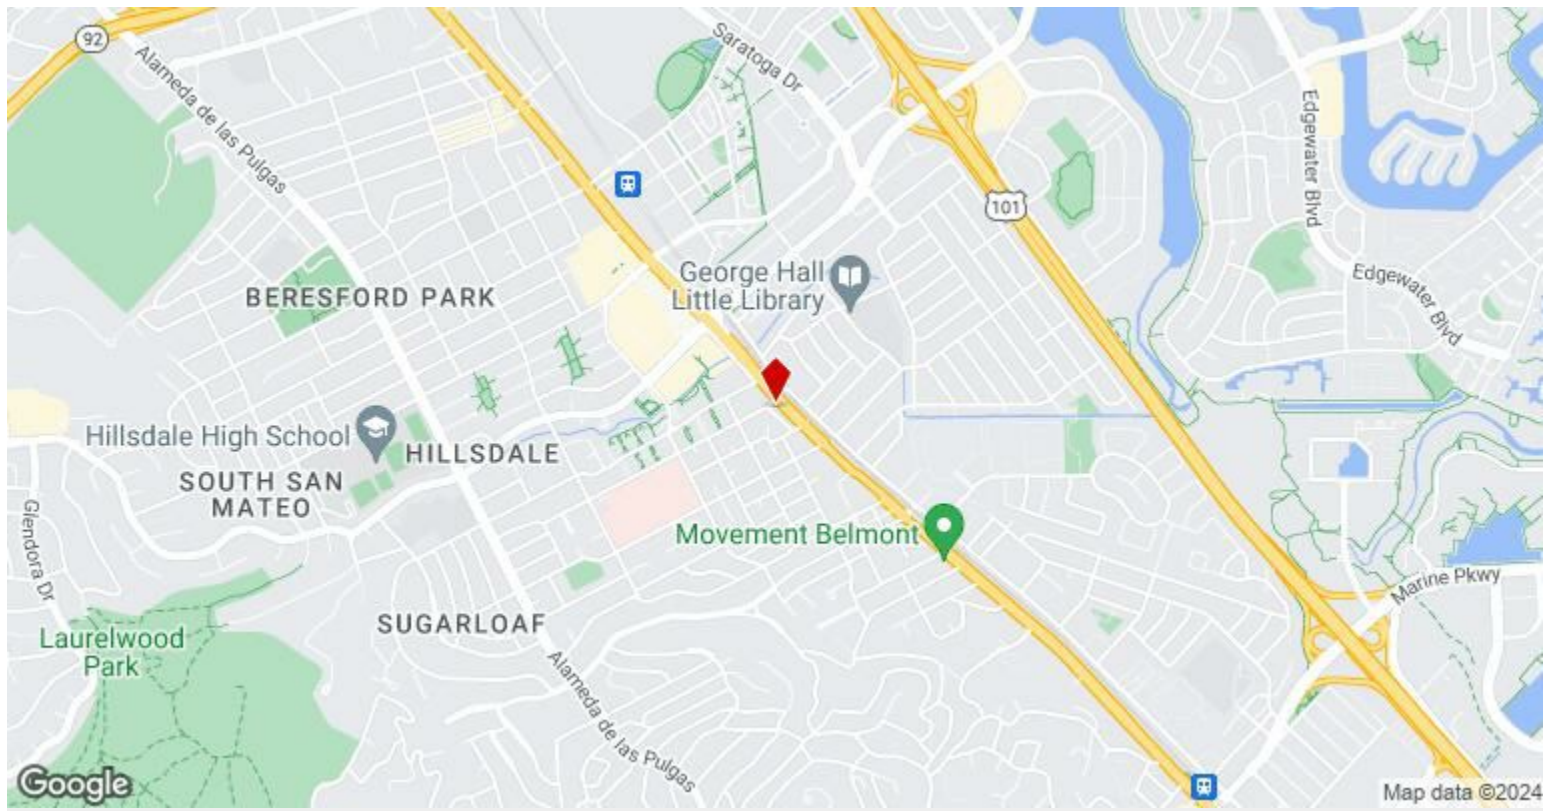 92
Alameda de las Pulgas
Saratoga Dr
Edgewater Blvd
101
George Hall
Little Library
Edgewater Blvd
BERESFORD PARK
Hillsdale High School
HILLSDALE
SOUTH SAN
MATEO
Glendora Dr
Movement Belmont
Marine Pkwy
SUGARLOAF
Laurelwood
Park
Alameda de las Pulgas
Google
Map data ©2024